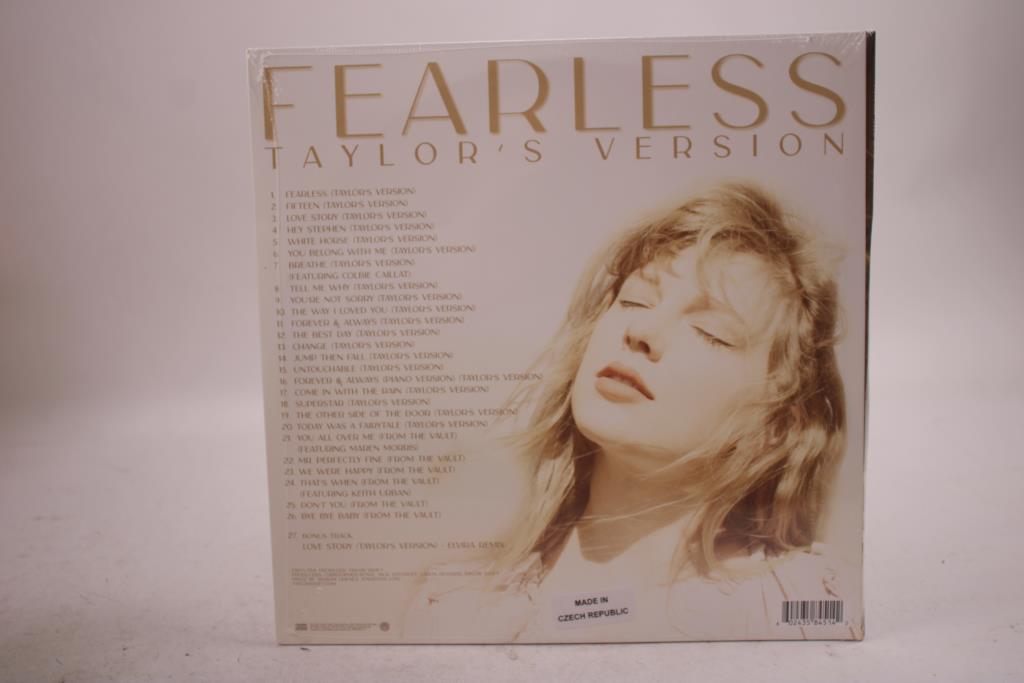 FEARLESS
TAYLOR'S VERSION
1. FEARLESS (TAYLOR'S VERSION)
2. FIFTEEN (TAYLOR'S VERSION)
3. LOVE STORY (TAYLOR'S VERSION)
4. HEY STEPHEN (TAYLOR'S VERSION)
5. WHITE HORSE (TAYLOR'S VERSION)
6. YOU BELONG WITH ME (TAYLOR'S VERSION)
7. BREATHE (TAYLOR'S VERSION)
(FEATURING COLBIE CAILLAT)
8. TELL ME WHY (TAYLOR'S VERSION)
9. YOU'RE NOT SORRY (TAYLOR'S VERSION)
10. THE WAY I LOVED YOU (TAYLOR'S VERSION)
11. FOREVER & ALWAYS (TAYLOR'S VERSION)
12. THE BEST DAY (TAYLOR'S VERSION)
13. CHANGE (TAYLOR'S VERSION)
14. JUMP THEN FALL (TAYLOR'S VERSION)
15. UNTOUCHABLE (TAYLOR'S VERSION)
16. FOREVER & ALWAYS (PIANO VERSION) (TAYLOR'S VERSION)
17. COME IN WITH THE RAIN (TAYLOR'S VERSION)
18. SUPERSTAR (TAYLOR'S VERSION)
19. THE OTHER SIDE OF THE DOOR (TAYLOR'S VERSION)
20. TODAY WAS A FAIRYTALE (TAYLOR'S VERSION)
21. YOU ALL OVER ME (FROM THE VAULT)
(FEATURING MAREN MORRIS)
22. MR. PERFECTLY FINE (FROM THE VAULT)
23. WE WERE HAPPY (FROM THE VAULT)
24. THAT'S WHEN (FROM THE VAULT)
(FEATURING KEITH URBAN)
25. DON'T YOU (FROM THE VAULT)
26. BYE BYE BABY (FROM THE VAULT)
27. BONUS TRACK
LOVE STORY (TAYLOR'S VERSION) - ELVIRA REMIX
MADE IN
CZECH REPUBLIC